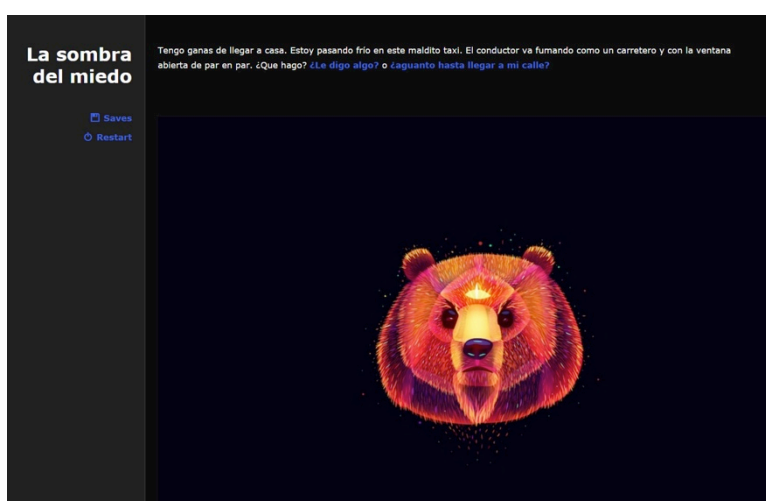 La sombra
del miedo
Saves
Restart
Tengo ganas de llegar a casa. Estoy pasando frío en este maldito taxi. El conductor va fumando como un carretero y con la ventana
abierta de par en par. ¿Que hago? ¿Le digo algo? o ¿aguanto hasta llegar a mi calle?